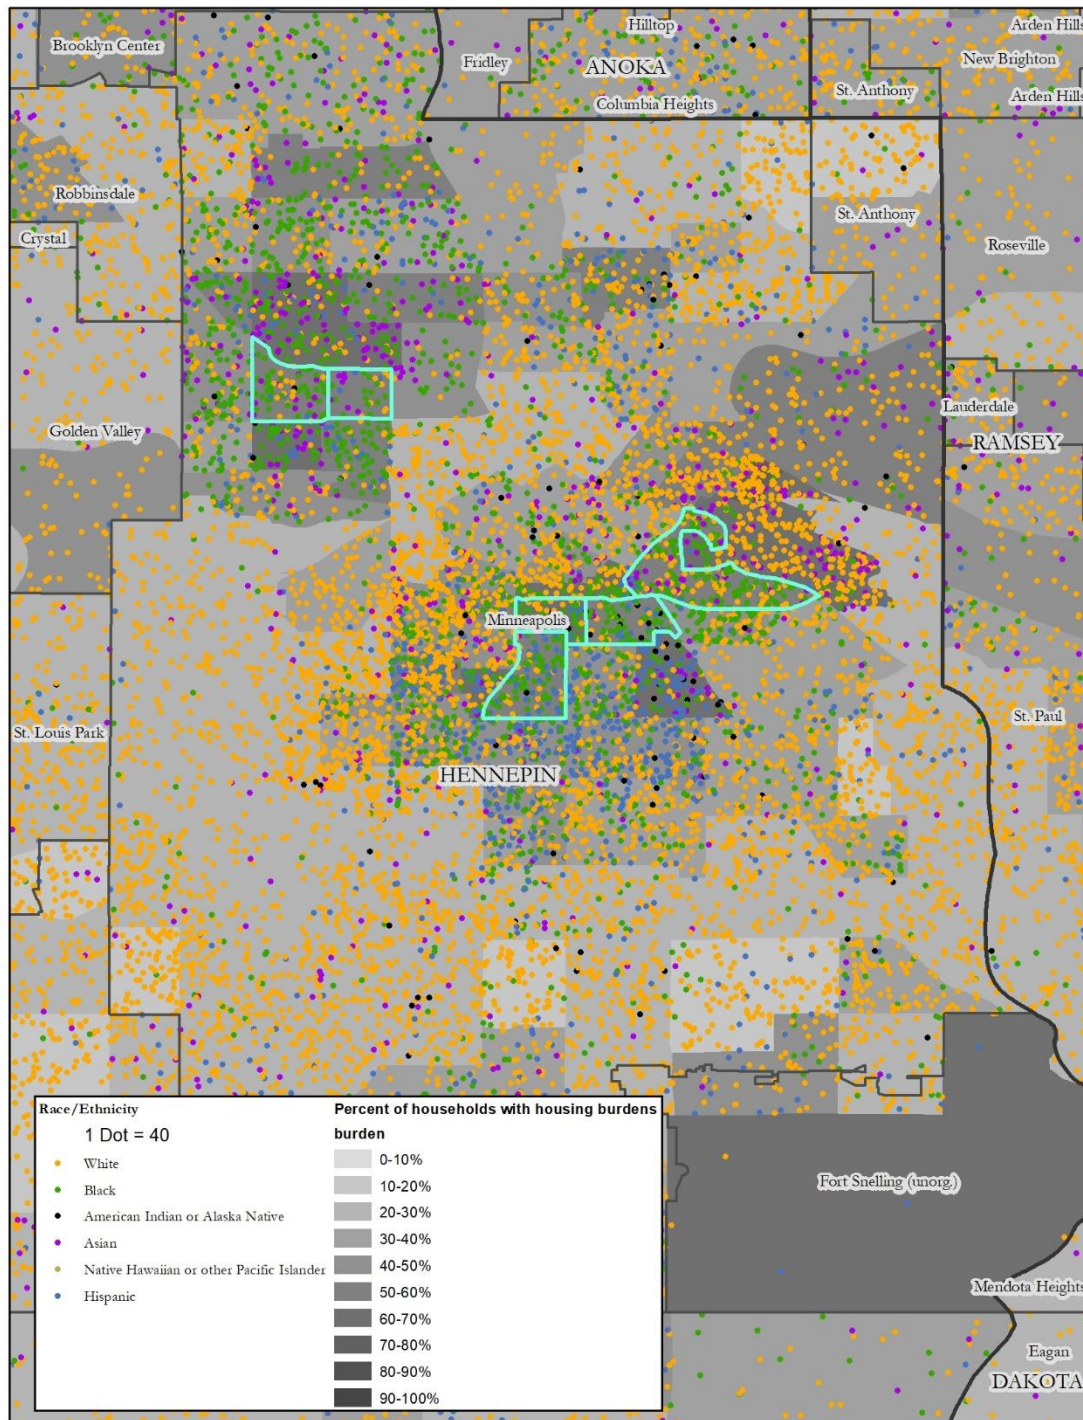 Hilltop
Arden Hills
Brooklyn Center
Fridley
ANOKA
New Brighton
St. Anthony
Columbia Heights
Arden Hills
Robbinsdale
St. Anthony
Crystal
Roseville
Lauderdale
Golden Valley
RAMSEY
Minneapolis
St. Louis Park
St. Paul
HENNEPIN
Race/Ethnicity
1 Dot = 40
White
Black
American Indian or Alaska Native
Asian
Native Hawaiian or other Pacific Islander
Hispanic
Percent of households with housing burdens
burden
0-10%
10-20%
20-30%
30-40%
40-50%
50-60%
60-70%
70-80%
80-90%
90-100%
Fort Snelling (unorg.)
Mendota Heights
Eagan
DAKOTA